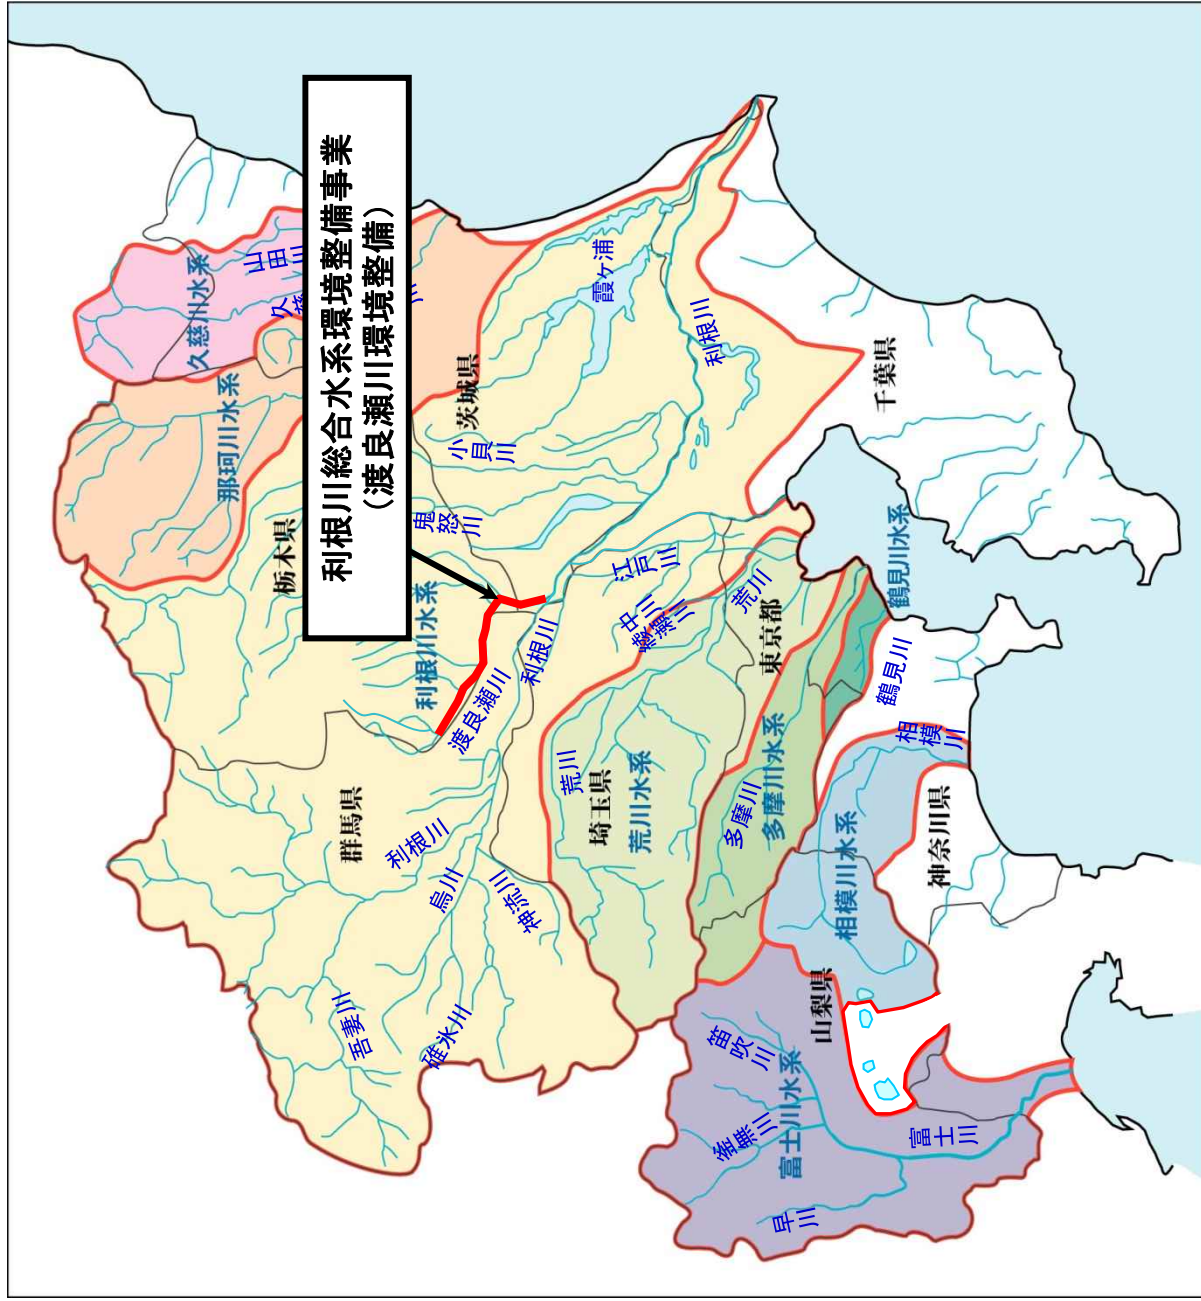 利根川総合水系環境整備事業
（渡良瀬川環境整備）
久慈川水系
山田川
久慈
川
那珂川水系
栃木県
茨城県
霞ヶ浦
小貝川
鬼怒川
利根川水系
利根川
千葉県
江戸川
中川
綾瀬川
荒川
東京都
鶴見川水系
鶴見川
渡良瀬川
利根川
群馬県
利根川
烏川
神流川
吾妻川
碓氷川
荒川
埼玉県
荒川水系
多摩川
多摩川水系
相模川
相模川水系
神奈川県
山梨県
笛吹川
釜無川
富士川水系
富士川
早川